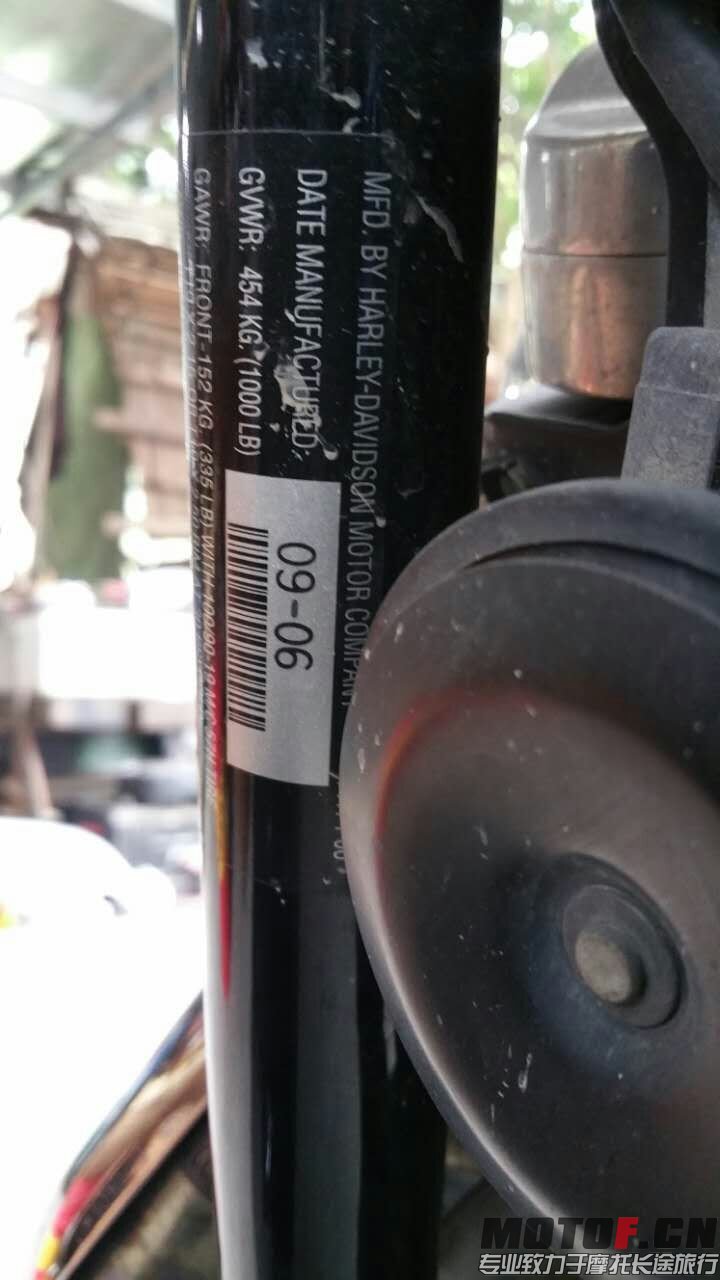 MFD. BY HARLEY-DAVIDSON MOTOR COMPANY
DATE MANUFACTURED:
09-06
GVWR: 454 KG. (1000 LB)
GAWR: FRONT-152 KG. (335 LB)
MOTOF.CN
专业致力于摩托长途旅行